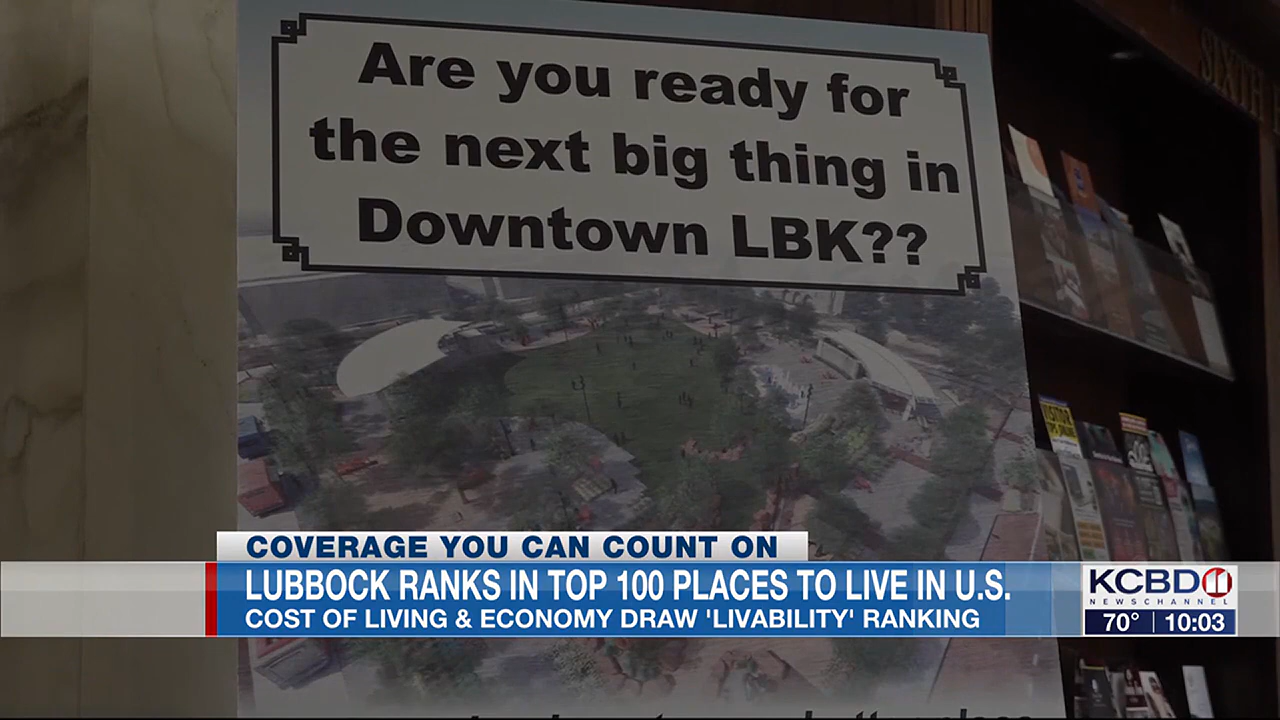 SIXTH
Are you ready for
the next big thing in
Downtown LBK??
VISITOR
COVERAGE YOU CAN COUNT ON
LUBBOCK RANKS IN TOP 100 PLACES TO LIVE IN U.S.
COST OF LIVING & ECONOMY DRAW 'LIVABILITY' RANKING
KCBD 11
NEWSCHANNEL
70° | 10:03